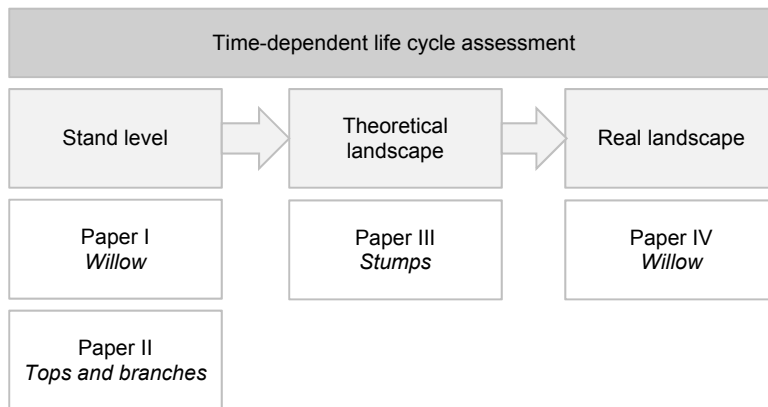 Time-dependent life cycle assessment
Stand level
Theoretical
landscape
Real landscape
Paper I
Willow
Paper III
Stumps
Paper IV
Willow
Paper II
Tops and branches